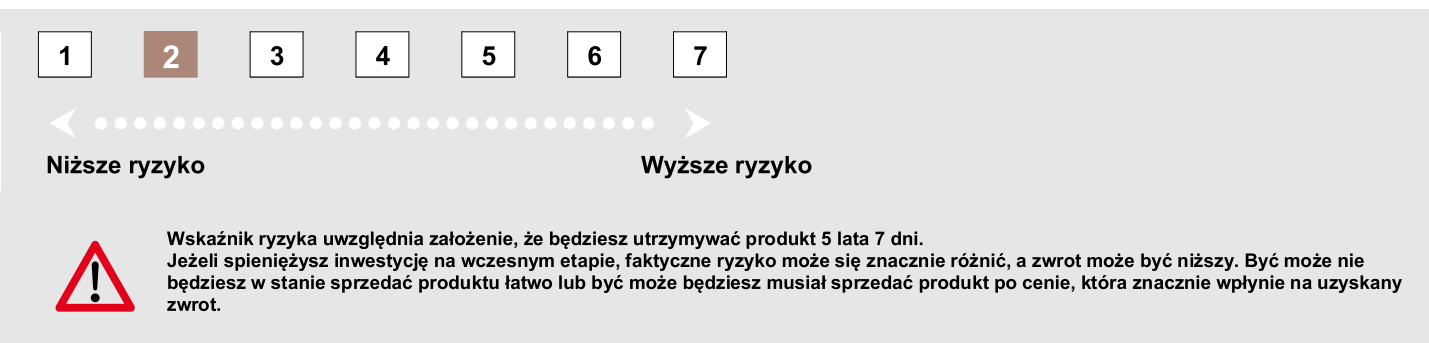 1 2 3 4 5 6 7
Niższe ryzyko Wyższe ryzyko
Wskaźnik ryzyka uwzględnia założenie, że będziesz utrzymywać produkt 5 lata 7 dni.
Jeżeli spieniężysz inwestycję na wczesnym etapie, faktyczne ryzyko może się znacznie różnić, a zwrot może być niższy. Być może nie
będziesz w stanie sprzedać produktu łatwo lub być może będziesz musiał sprzedać produkt po cenie, która znacznie wpłynie na uzyskany
zwrot.